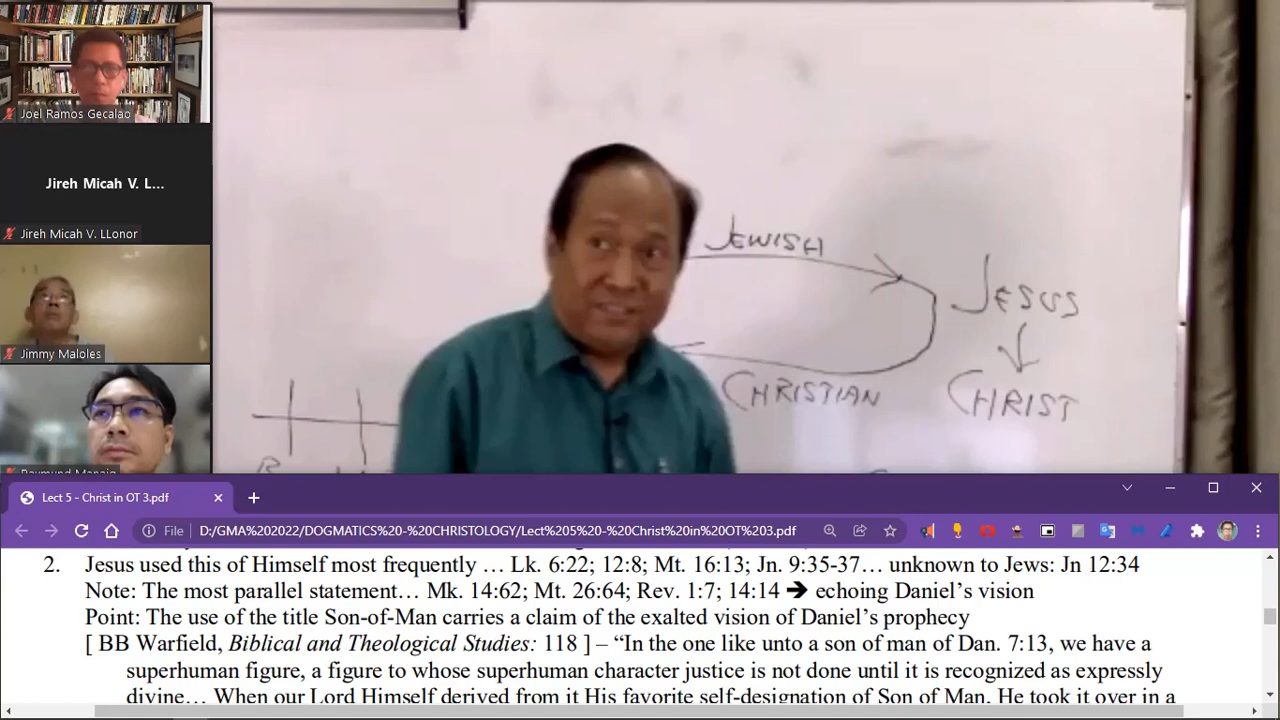 Joel Ramos Gecalao
Jireh Micah V. L...
Jireh Micah V. LLonor
Jimmy Maloles
Raymund Manaig
JEWISH
JESUS
CHRISTIAN
CHRIST
Lect 5 - Christ in OT 3.pdf
File D:/GMA%202022/DOGMATICS%20-%20CHRISTOLOGY/Lect%205%20-%20Christ%20in%20OT%203.pdf
2. Jesus used this of Himself most frequently … Lk. 6:22; 12:8; Mt. 16:13; Jn. 9:35-37… unknown to Jews: Jn 12:34
Note: The most parallel statement… Mk. 14:62; Mt. 26:64; Rev. 1:7; 14:14 🡪 echoing Daniel’s vision
Point: The use of the title Son-of-Man carries a claim of the exalted vision of Daniel’s prophecy
[ BB Warfield, Biblical and Theological Studies: 118 ] – “In the one like unto a son of man of Dan. 7:13, we have a
superhuman figure, a figure to whose superhuman character justice is not done until it is recognized as expressly
divine… When our Lord Himself derived from it His favorite self-designation of Son of Man, He took it over in a